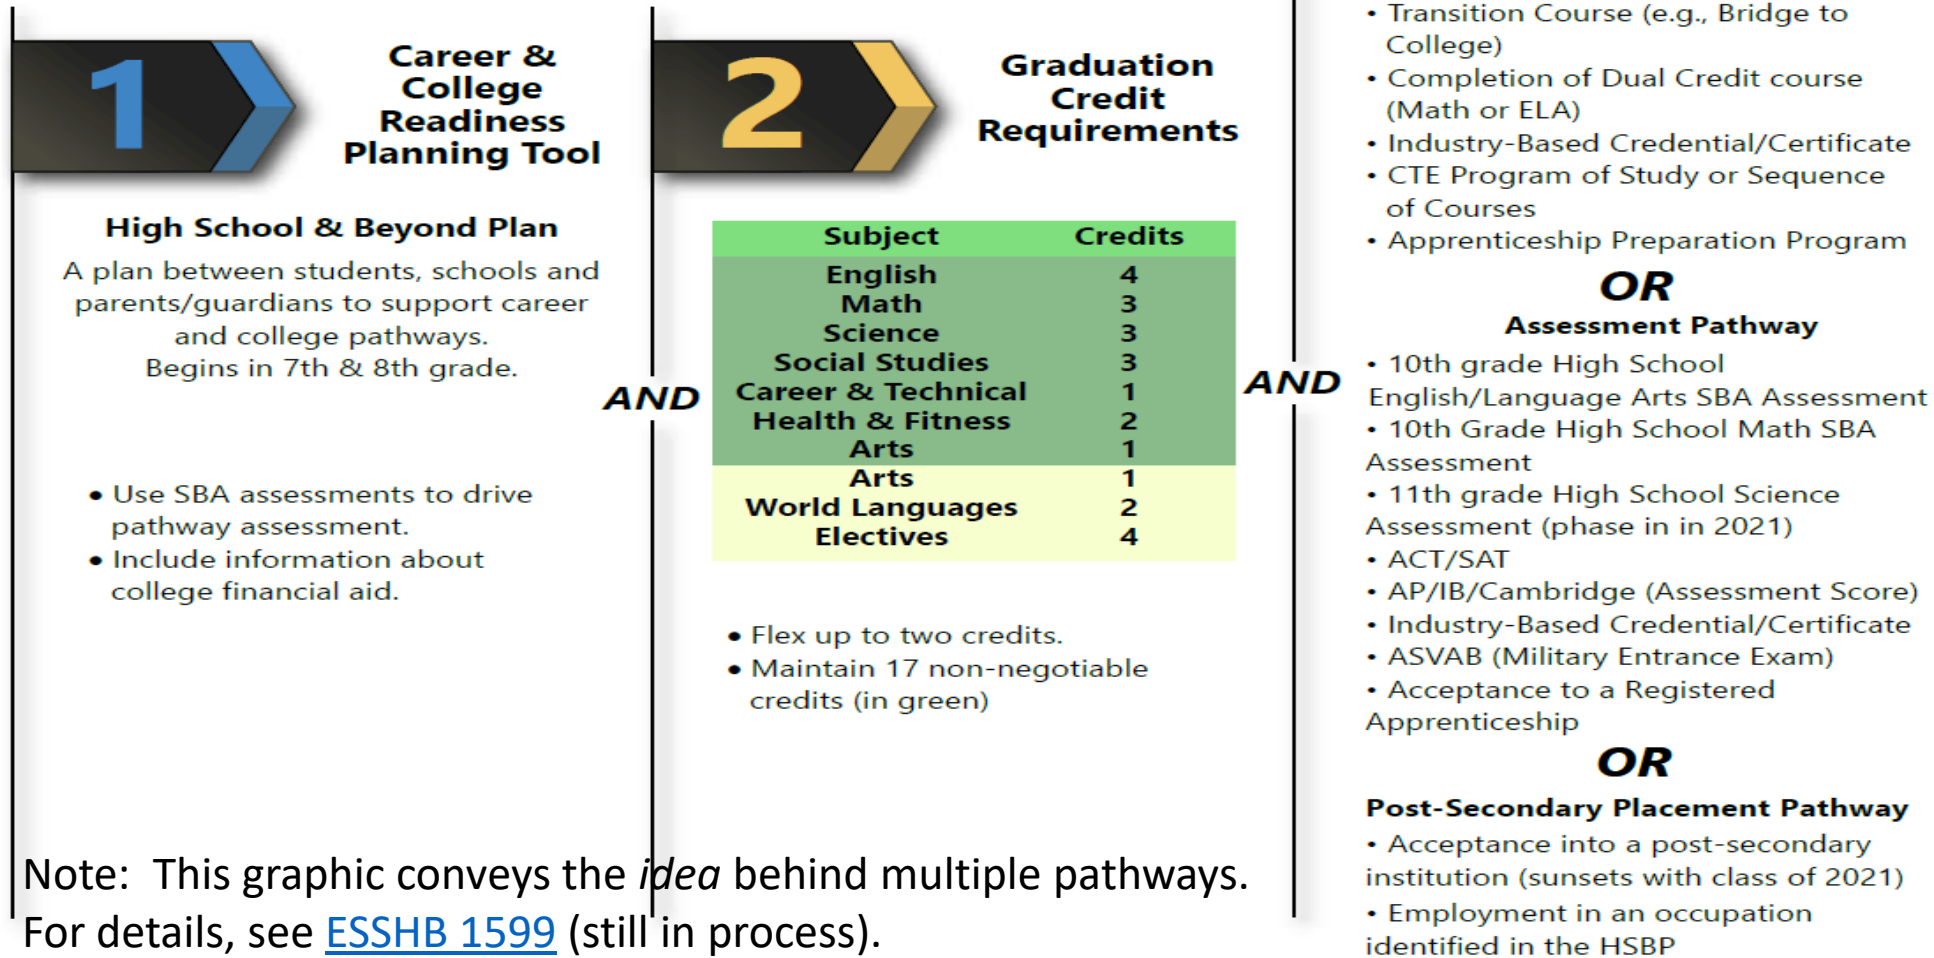 1
Career &
College
Readiness
Planning Tool
High School & Beyond Plan
A plan between students, schools and
parents/guardians to support career
and college pathways.
Begins in 7th & 8th grade.
• Use SBA assessments to drive
pathway assessment.
• Include information about
college financial aid.
AND
2
Graduation
Credit
Requirements
Subject Credits
English 4
Math 3
Science 3
Social Studies 3
Career & Technical 1
Health & Fitness 2
Arts 1
Arts 1
World Languages 2
Electives 4
• Flex up to two credits.
• Maintain 17 non-negotiable
credits (in green)
AND
• Transition Course (e.g., Bridge to
College)
• Completion of Dual Credit course
(Math or ELA)
• Industry-Based Credential/Certificate
• CTE Program of Study or Sequence
of Courses
• Apprenticeship Preparation Program
OR
Assessment Pathway
• 10th grade High School
English/Language Arts SBA Assessment
• 10th Grade High School Math SBA
Assessment
• 11th grade High School Science
Assessment (phase in in 2021)
• ACT/SAT
• AP/IB/Cambridge (Assessment Score)
• Industry-Based Credential/Certificate
• ASVAB (Military Entrance Exam)
• Acceptance to a Registered
Apprenticeship
OR
Post-Secondary Placement Pathway
• Acceptance into a post-secondary
institution (sunsets with class of 2021)
• Employment in an occupation
identified in the HSBP
Note: This graphic conveys the idea behind multiple pathways.
For details, see ESSHB 1599 (still in process).